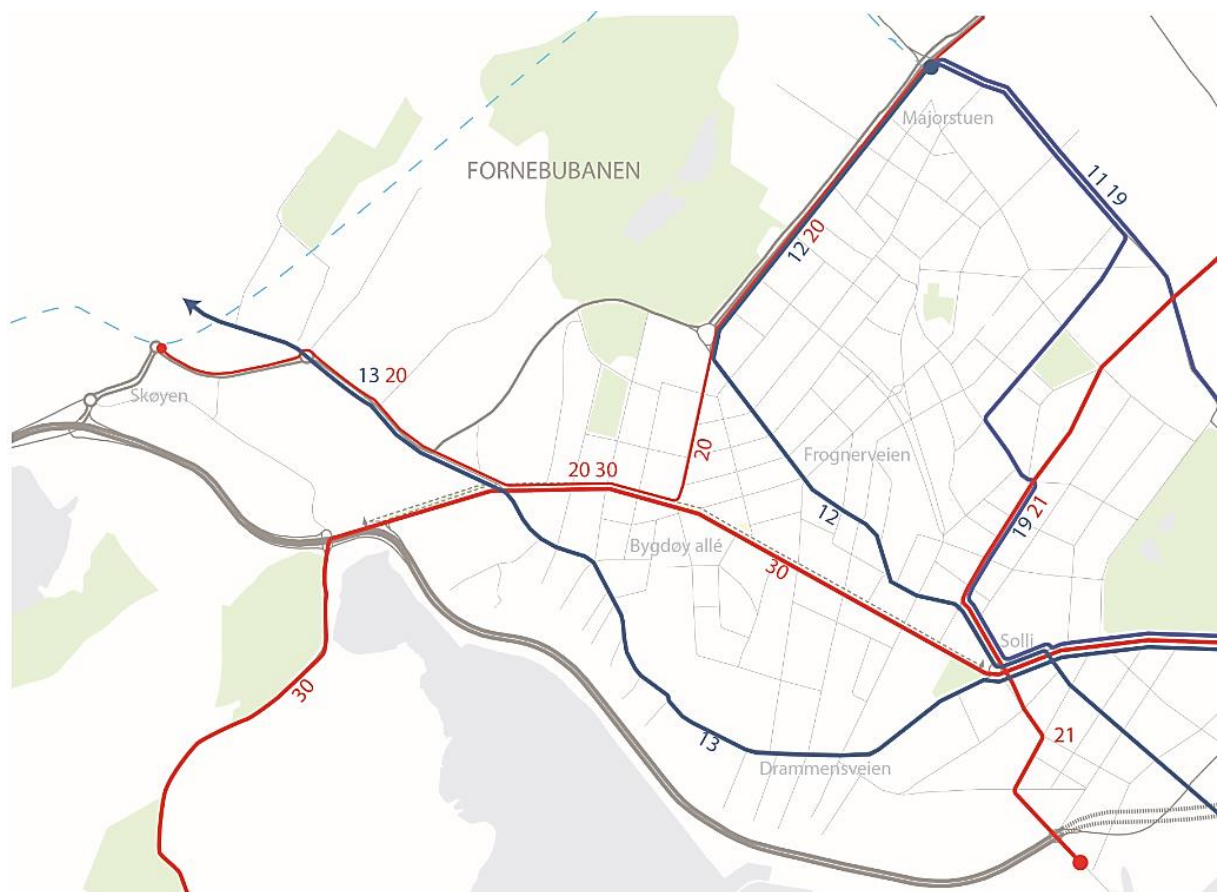 Majorstuen
FORNEBUBANEN
11 19
12 20
13 20
Skøyen
20
20 30
Frognerveien
12
19 21
Bygdøy allé
30
Solli
30
13
21
Drammensveien